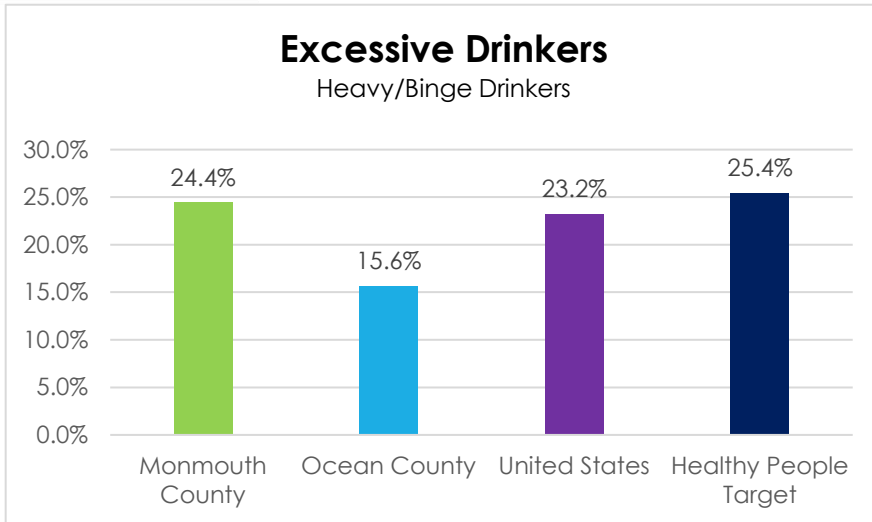 Excessive Drinkers
Heavy/Binge Drinkers
30.0%
25.0%
20.0%
15.0%
10.0%
5.0%
0.0%
24.4%
15.6%
23.2%
25.4%
Monmouth
County
Ocean County
United States
Healthy People
Target